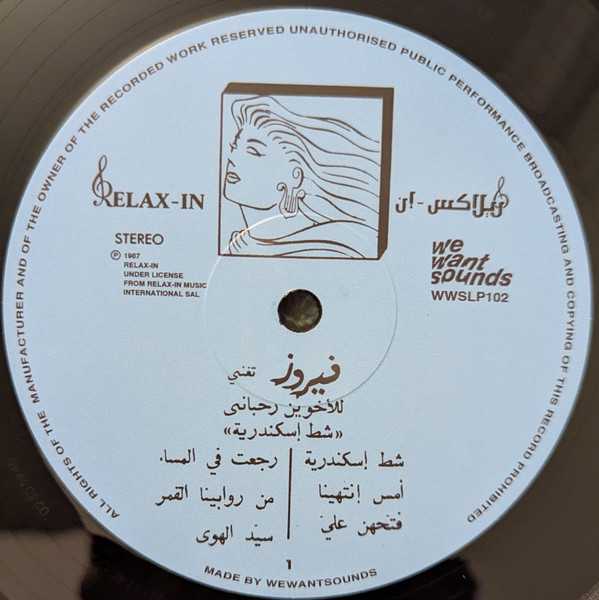 ALL RIGHTS OF THE MANUFACTURER AND OF THE OWNER OF THE RECORDED WORK RESERVED UNAUTHORISED PUBLIC PERFORMANCE BROADCASTING AND COPYING OF THIS RECORD PROHIBITED
RELAX-IN
ريلاكس - إن
STEREO
℗ 1967
RELAX-IN
UNDER LICENSE
FROM RELAX-IN MUSIC
INTERNATIONAL SAL
we
want
sounds
WWSLP102
فيروز تغني
للأخوين رحباني
«شط إسكندرية»
شط إسكندرية
أمس إنتهينا
فتحهن علي
رجعت في المساء
من روابينا القمر
سيد الهوى
1
MADE BY WEWANTSOUNDS